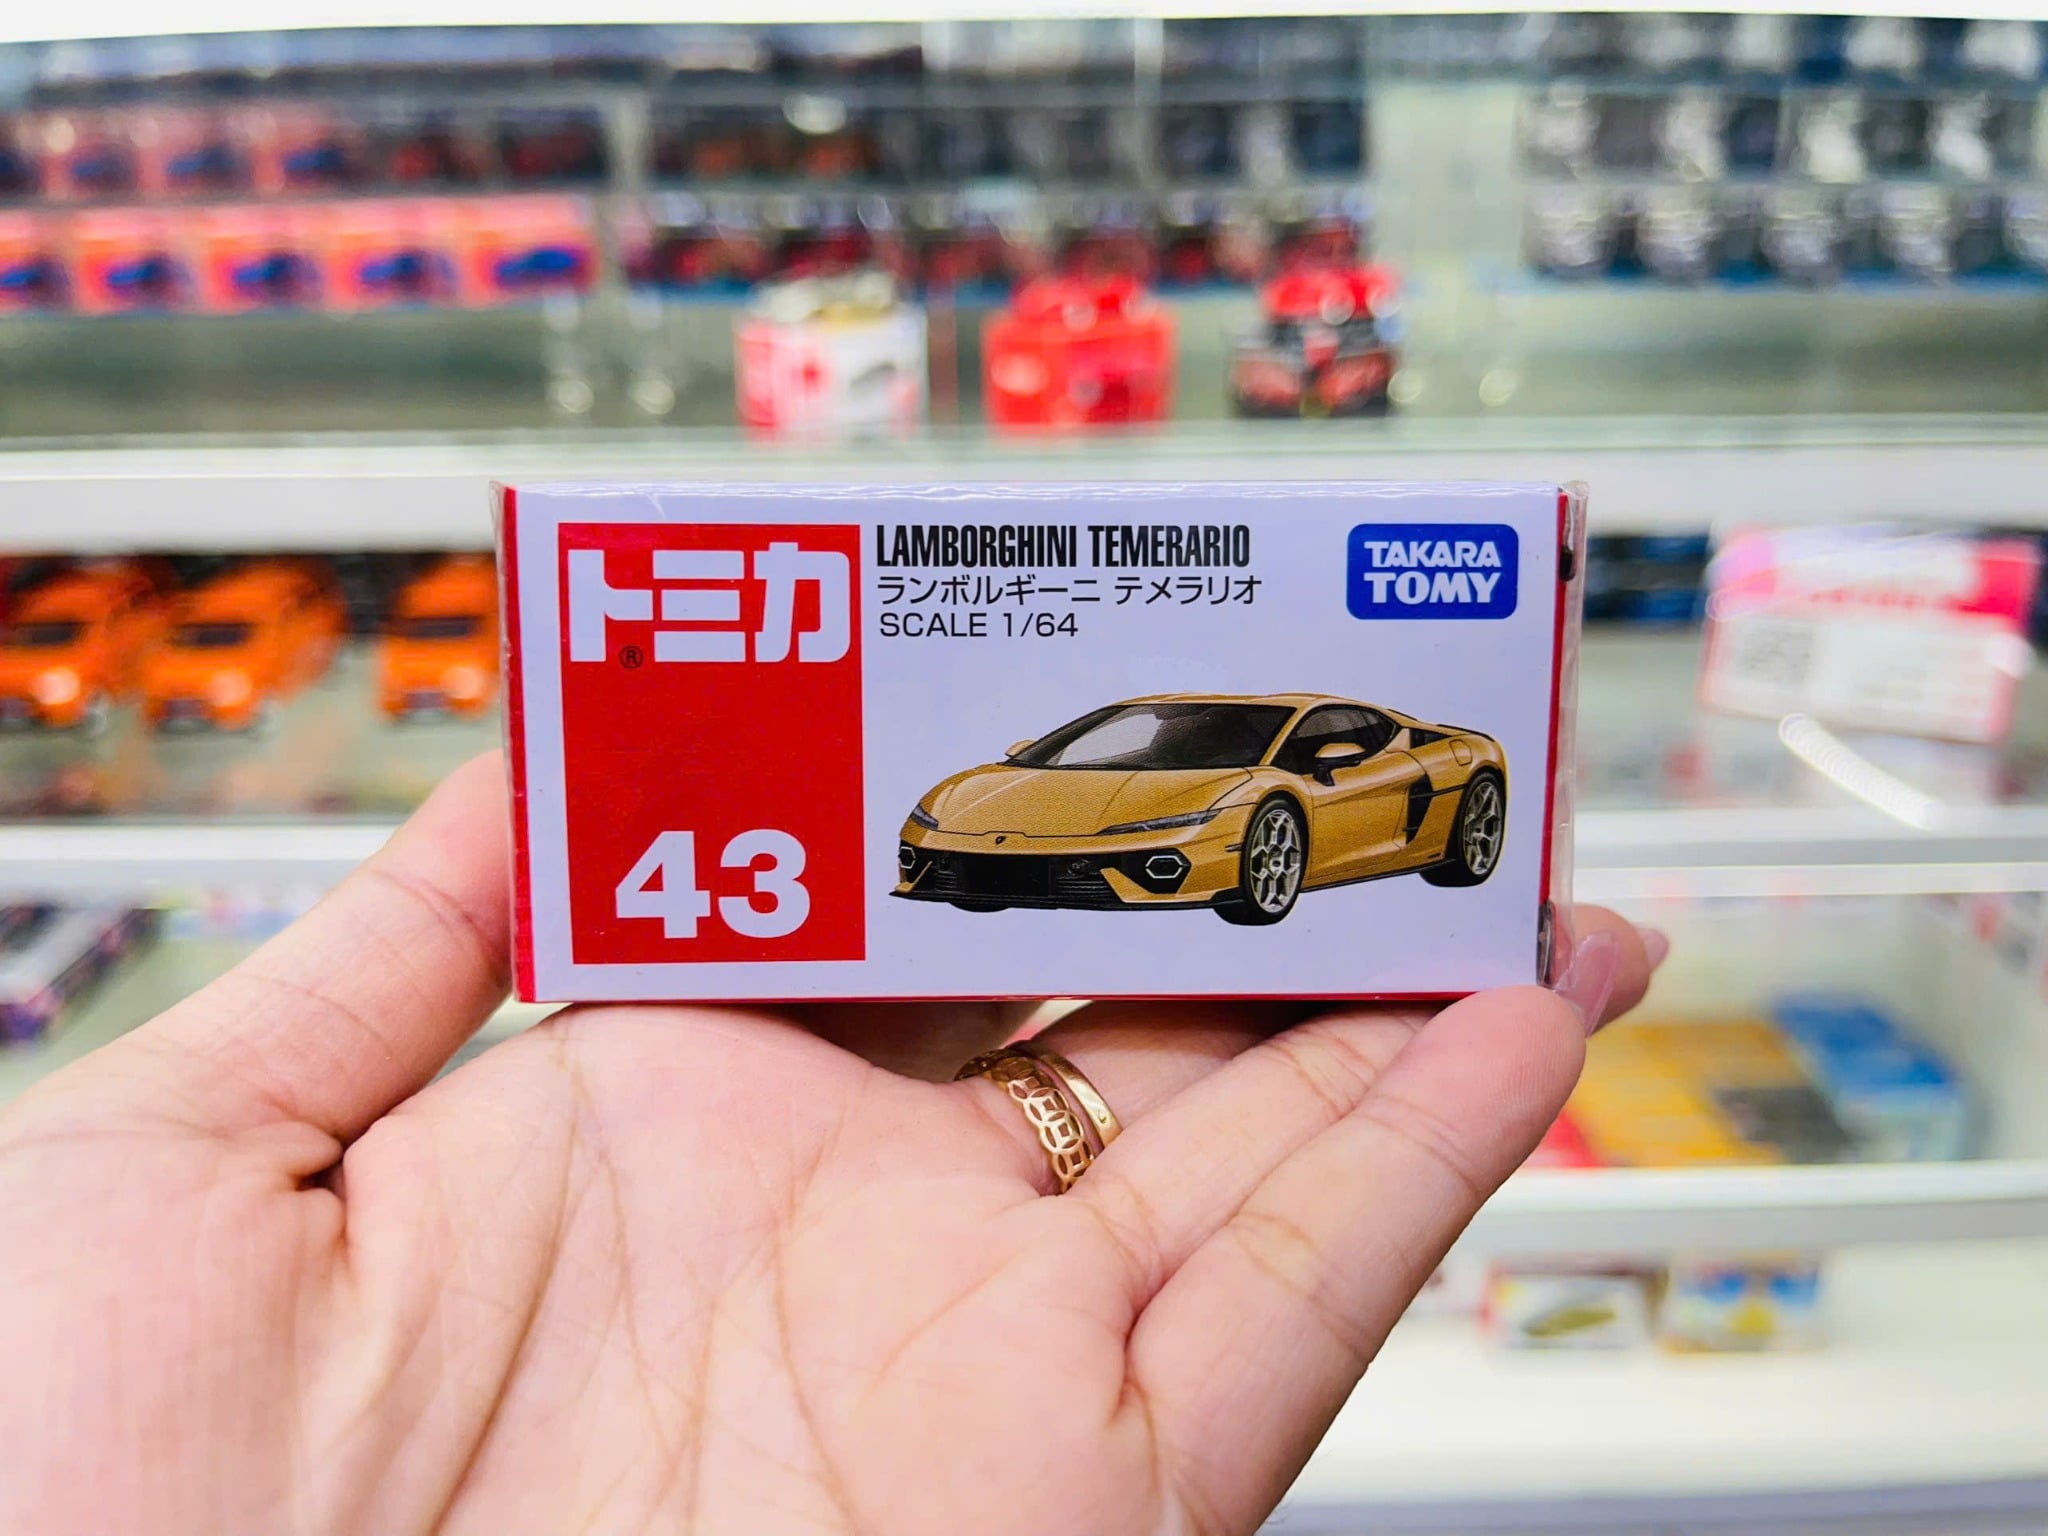 トミカ
®
43
LAMBORGHINI TEMERARIO
ランボルギーニ テメラリオ
SCALE 1/64
TAKARA
TOMY